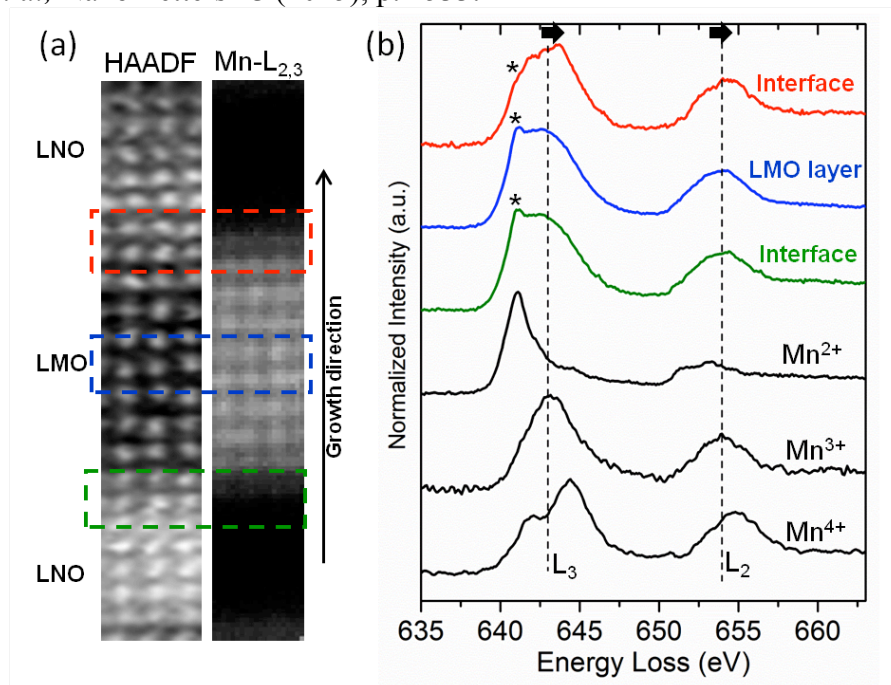 (a)
HAADF Mn-L2,3
LNO
LMO
LNO
Growth direction
(b)
*
Interface
*
LMO layer
*
Interface
Mn2+
Mn3+
Mn4+
L3
L2
Normalized Intensity (a.u.)
635 640 645 650 655 660
Energy Loss (eV)